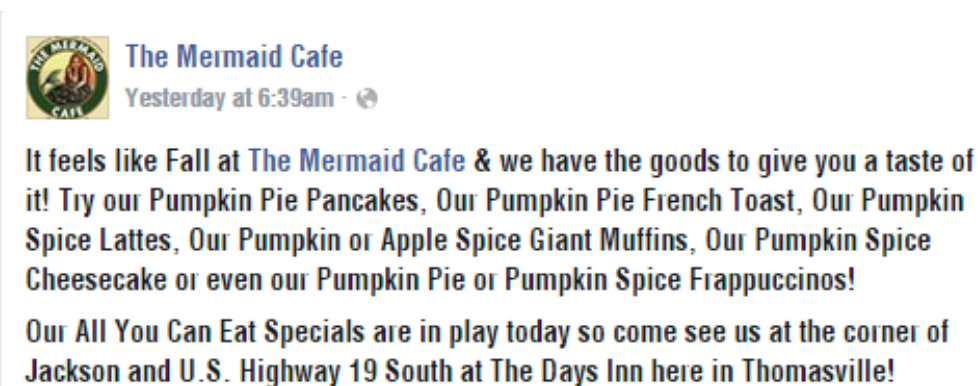 THE MERMAID
CAFE
The Mermaid Cafe
Yesterday at 6:39am ·
It feels like Fall at The Mermaid Cafe & we have the goods to give you a taste of
it! Try our Pumpkin Pie Pancakes, Our Pumpkin Pie French Toast, Our Pumpkin
Spice Lattes, Our Pumpkin or Apple Spice Giant Muffins, Our Pumpkin Spice
Cheesecake or even our Pumpkin Pie or Pumpkin Spice Frappuccinos!
Our All You Can Eat Specials are in play today so come see us at the corner of
Jackson and U.S. Highway 19 South at The Days Inn here in Thomasville!